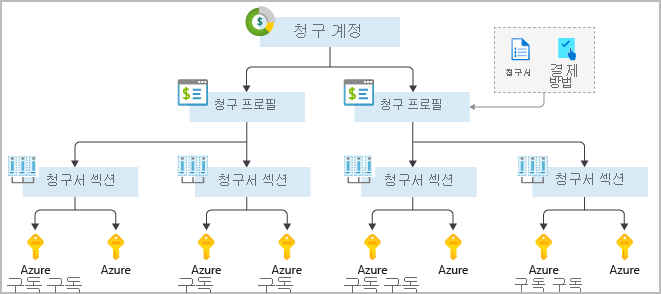 청구 계정
청구서
결제
방법
청구 프로필
청구 프로필
청구서 섹션
청구서 섹션
청구서 섹션
청구서 섹션
Azure Azure Azure Azure Azure Azure Azure Azure
구독 구독 구독 구독 구독 구독 구독 구독